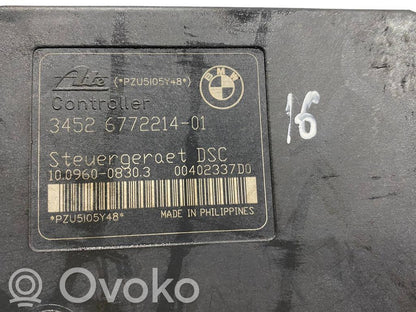 Ate (*PZU5I05Y48*)
BMW
Controller
3452 6772214-01
16
Steuergeraet DSC
10.0960-0830.3 00402337D0
*PZU5I05Y48* MADE IN PHILIPPINES
OVOKO